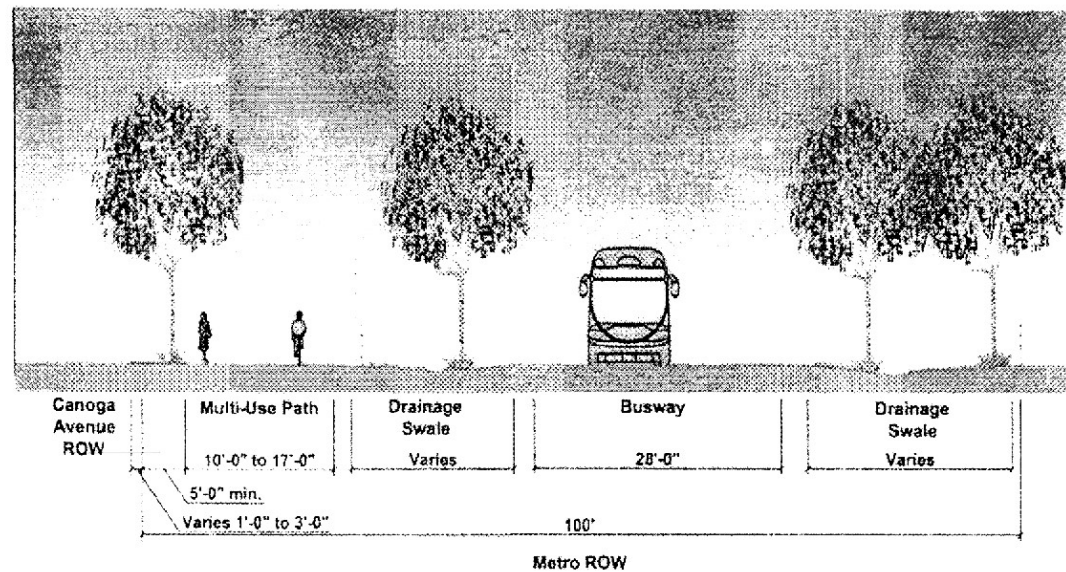 Canoga
Avenue
ROW
Multi-Use Path
10'-0" to 17'-0"
Drainage
Swale
Varies
Busway
28'-0"
Drainage
Swale
Varies
5'-0" min.
Varies 1'-0" to 3'-0"
100'
Metro ROW